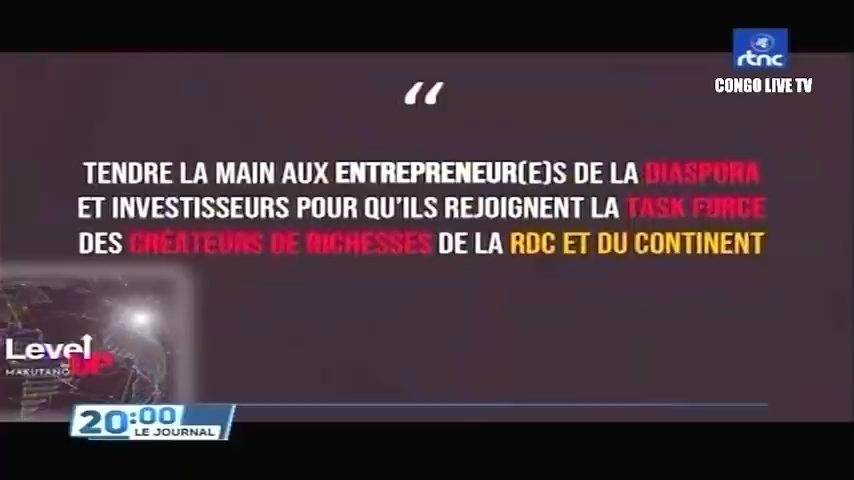 rtnc
CONGO LIVE TV
“
TENDRE LA MAIN AUX ENTREPRENEUR(E)S DE LA DIASPORA
ET INVESTISSEURS POUR QU'ILS REJOIGNENT LA TASK FORCE
DES CRÉATEURS DE RICHESSES DE LA RDC ET DU CONTINENT
Level
UP
MAKUTANO
20:00
LE JOURNAL